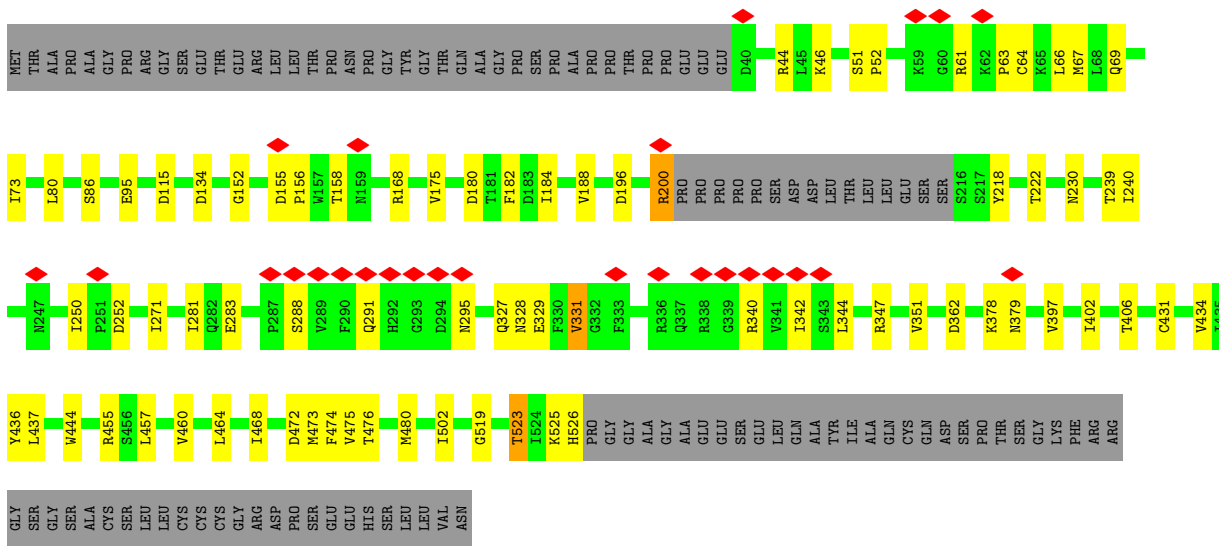 MET THR ALA PRO ALA GLY PRO ARG GLY SER GLU THR GLU ARG LEU LEU THR PRO ASN PRO GLY TYR GLY THR GLN ALA GLY PRO SER PRO ALA PRO PRO THR PRO PRO GLU GLU GLU D40 R44 L45 K46 S51 P52 K59 G60 R61 K62 P63 C64 K65 L66 M67 L68 Q69
I73 L80 S86 E95 D115 D134 G152 D155 P156 W157 T158 N159 R168 V175 D180 T181 F182 D183 I184 V188 D196 R200 PRO PRO PRO PRO PRO SER ASP ASP LEU THR LEU LEU GLU SER SER S216 S217 Y218 T222 N230 T239 I240
N247 I250 P251 D252 I271 I281 Q282 E283 P287 S288 V289 F290 Q291 H292 G293 D294 N295 Q327 N328 E329 F330 V331 G332 F333 R336 Q337 R338 G339 R340 V341 I342 S343 L344 R347 V351 D362 K378 N379 V397 I402 T406 C431 V434 I435
Y436 L437 W444 R455 S456 L457 V460 L464 I468 D472 M473 F474 V475 T476 M480 I502 G519 T523 I524 K525 H526 PRO GLY GLY ALA GLY ALA GLU GLU SER GLU LEU GLN ALA TYR ILE ALA GLN CYS GLN ASP SER PRO THR SER GLY LYS PHE ARG ARG
GLY SER GLY SER ALA CYS SER LEU LEU CYS CYS CYS GLY ARG ASP PRO SER GLU GLU HIS SER LEU LEU VAL ASN